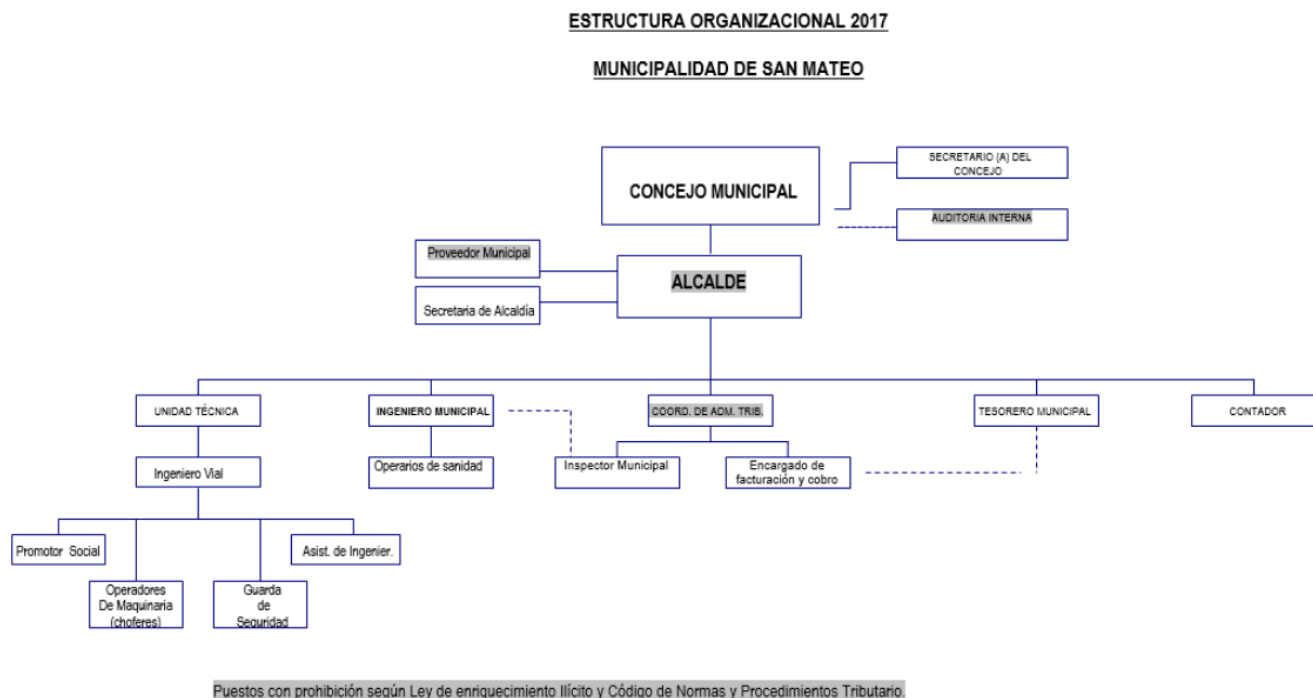 ESTRUCTURA ORGANIZACIONAL 2017
MUNICIPALIDAD DE SAN MATEO
CONCEJO MUNICIPAL
SECRETARIO (A) DEL
CONCEJO
AUDITORIA INTERNA
Proveedor Municipal
ALCALDE
Secretaria de Alcaldía
UNIDAD TÉCNICA
INGENIERO MUNICIPAL
COORD. DE ADM. TRIB.
TESORERO MUNICIPAL
CONTADOR
Ingeniero Vial
Operarios de sanidad
Inspector Municipal
Encargado de
facturación y cobro
Promotor Social
Asist. de Ingenier.
Operadores
De Maquinaria
(choferes)
Guarda
de
Seguridad
Puestos con prohibición según Ley de enriquecimiento Ilícito y Código de Normas y Procedimientos Tributario.